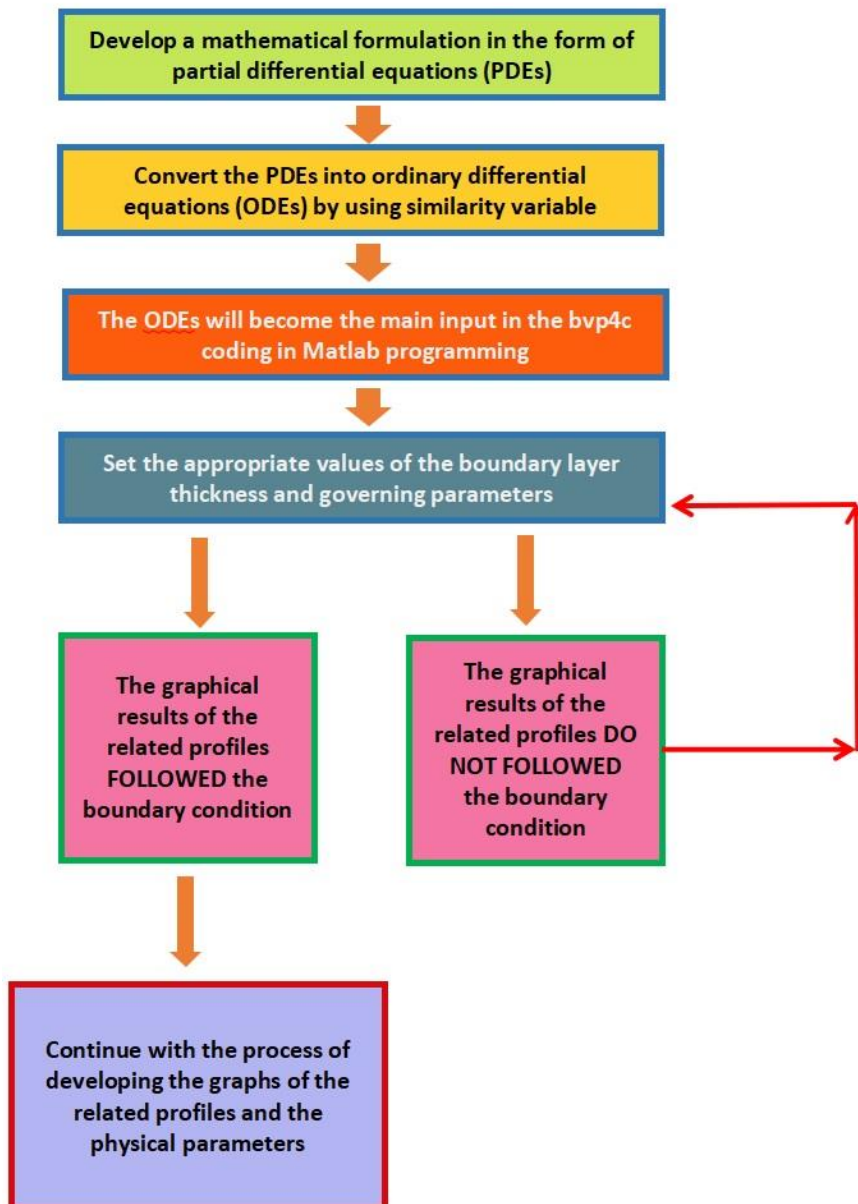 Develop a mathematical formulation in the form of
partial differential equations (PDEs)
Convert the PDEs into ordinary differential
equations (ODEs) by using similarity variable
The ODEs will become the main input in the bvp4c
coding in Matlab programming
Set the appropriate values of the boundary layer
thickness and governing parameters
The graphical
results of the
related profiles
FOLLOWED the
boundary condition
The graphical
results of the
related profiles DO
NOT FOLLOWED
the boundary
condition
Continue with the process of
developing the graphs of the
related profiles and the
physical parameters